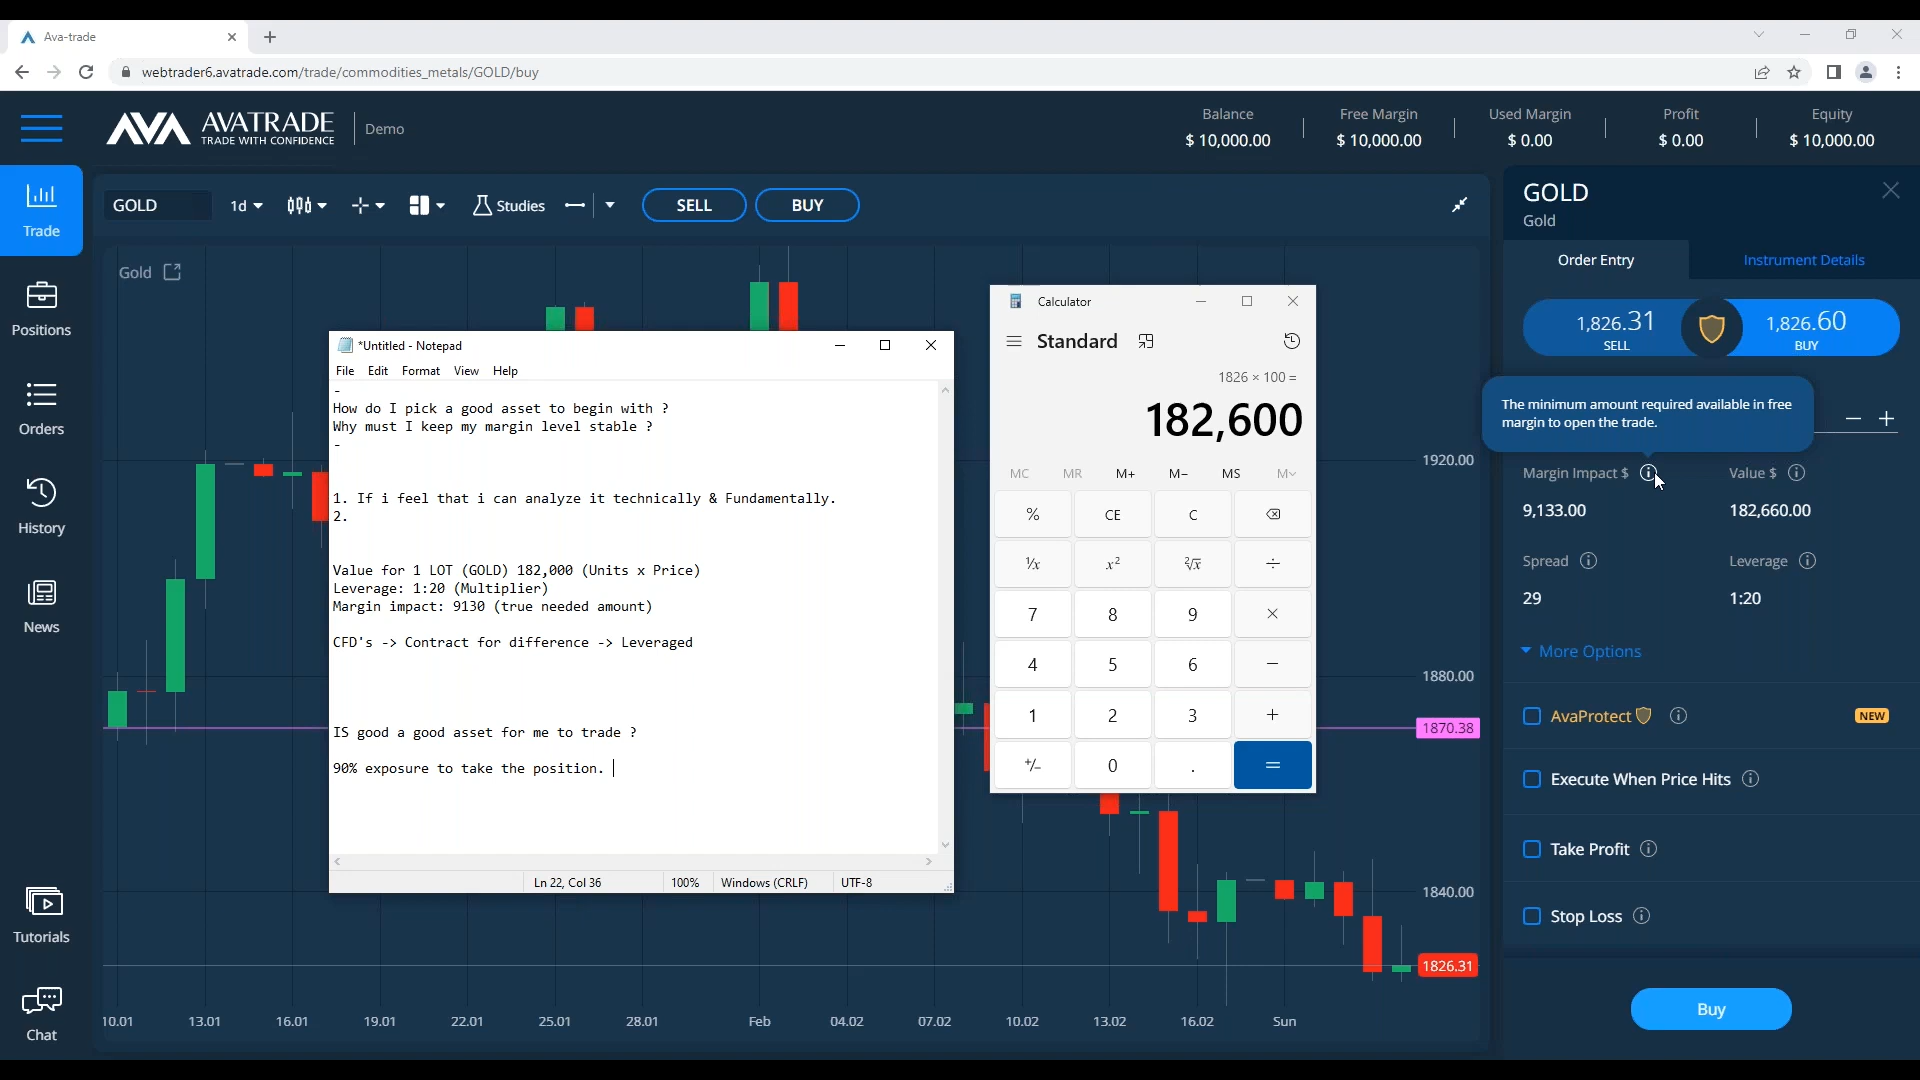 Ava-trade
webtrader6.avatrade.com/trade/commodities_metals/GOLD/buy
AVA AVATRADE
TRADE WITH CONFIDENCE
Demo
Balance
$ 10,000.00
Free Margin
$ 10,000.00
Used Margin
$ 0.00
Profit
$ 0.00
Equity
$ 10,000.00
Trade
Positions
Orders
History
News
Tutorials
Chat
GOLD
1d
Studies
SELL
BUY
Gold
*Untitled - Notepad
File Edit Format View Help
-
How do I pick a good asset to begin with ?
Why must I keep my margin level stable ?
-
1. If i feel that i can analyze it technically & Fundamentally.
2.
Value for 1 LOT (GOLD) 182,000 (Units x Price)
Leverage: 1:20 (Multiplier)
Margin impact: 9130 (true needed amount)
CFD's -> Contract for difference -> Leveraged
IS good a good asset for me to trade ?
90% exposure to take the position.
Ln 22, Col 36
100%
Windows (CRLF)
UTF-8
Calculator
Standard
1826 × 100 =
182,600
MC MR M+ M− MS M˅
% CE C
¹/x x² ²√x ÷
7 8 9 ×
4 5 6 −
1 2 3 +
+/− 0 . =
1920.00
1880.00
1870.38
1840.00
1826.31
10.01 13.01 16.01 19.01 22.01 25.01 28.01 Feb 04.02 07.02 10.02 13.02 16.02 Sun
GOLD
Gold
Order Entry
Instrument Details
1,826.31
SELL
1,826.60
BUY
The minimum amount required available in free
margin to open the trade.
Margin Impact $
9,133.00
Value $
182,660.00
Spread
29
Leverage
1:20
More Options
AvaProtect
NEW
Execute When Price Hits
Take Profit
Stop Loss
Buy